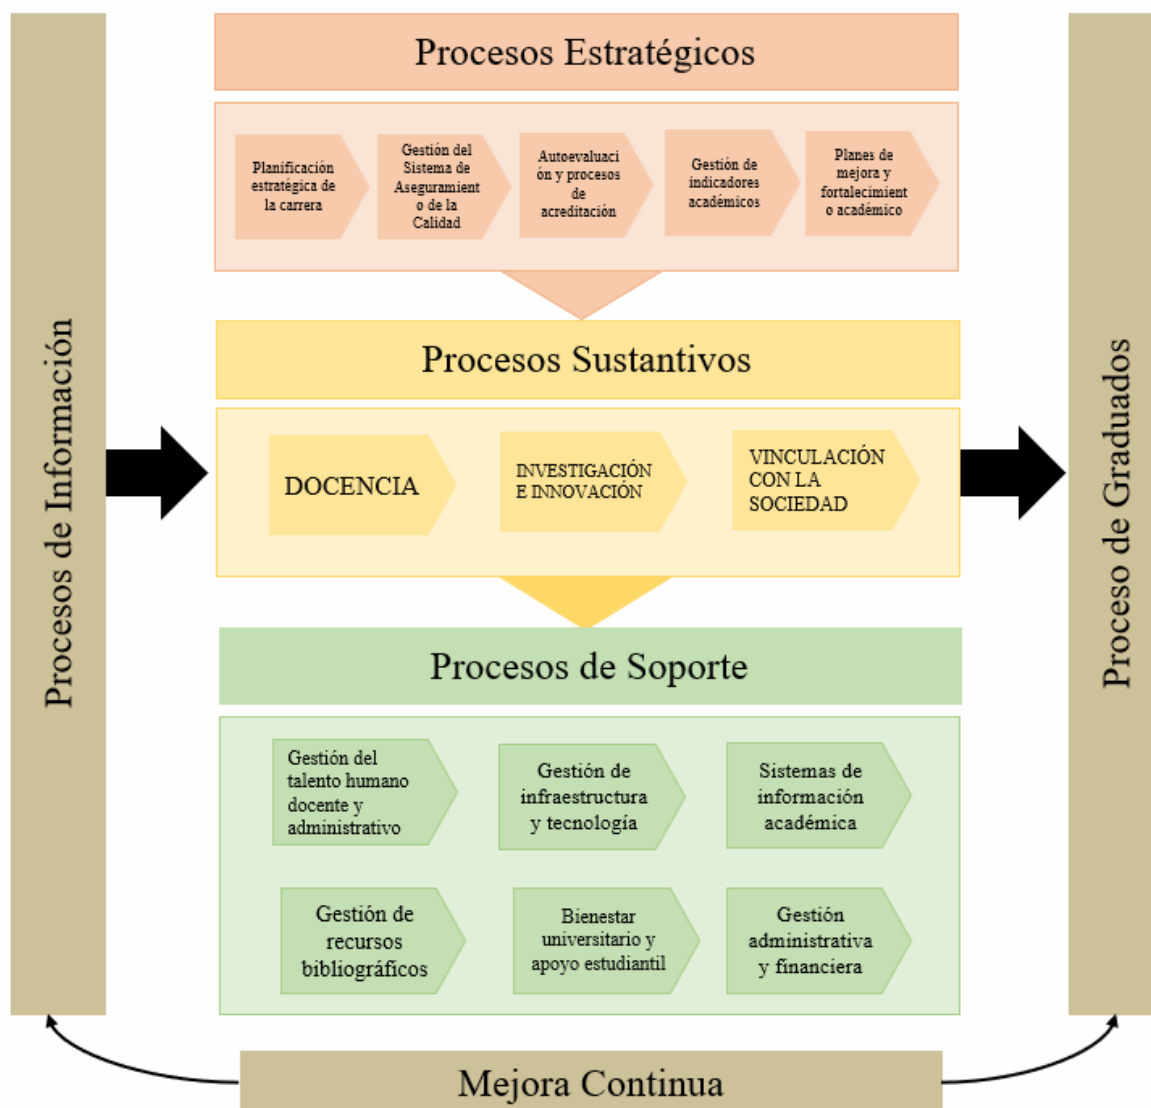 Procesos de Información
Procesos Estratégicos
Planificación
estratégica de
la carrera
Gestión del
Sistema de
Aseguramient
o de la
Calidad
Autoevaluaci
ón y procesos
de
acreditación
Gestión de
indicadores
académicos
Planes de
mejora y
fortalecimient
o académico
Procesos Sustantivos
DOCENCIA
INVESTIGACIÓN
E INNOVACIÓN
VINCULACIÓN
CON LA
SOCIEDAD
Procesos de Soporte
Gestión del
talento humano
docente y
administrativo
Gestión de
infraestructura
y tecnología
Sistemas de
información
académica
Gestión de
recursos
bibliográficos
Bienestar
universitario y
apoyo estudiantil
Gestión
administrativa
y financiera
Proceso de Graduados
Mejora Continua